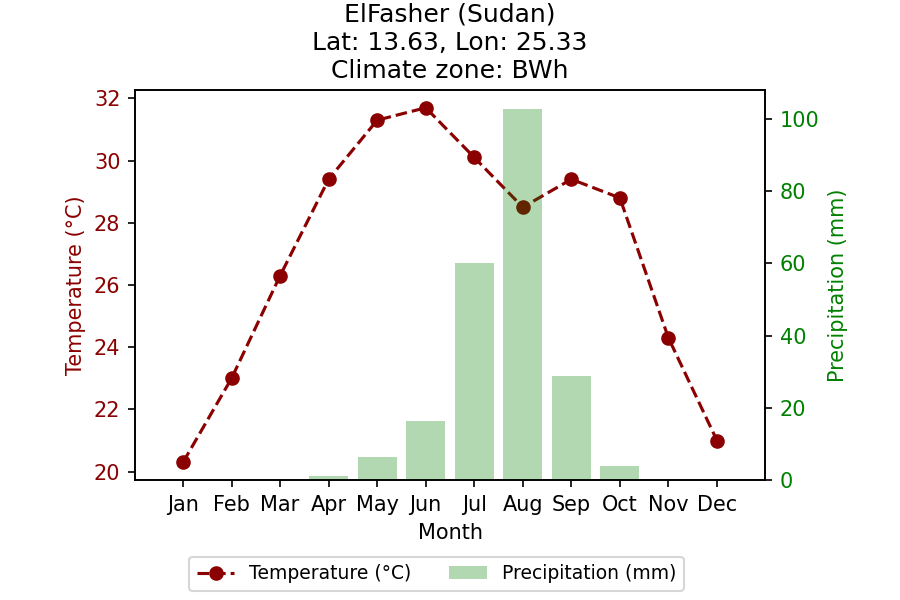 ElFasher (Sudan)
Lat: 13.63, Lon: 25.33
Climate zone: BWh
Temperature (°C)
32
30
28
26
24
22
20
100
80
60
40
20
0
Precipitation (mm)
Jan Feb Mar Apr May Jun Jul Aug Sep Oct Nov Dec
Month
Temperature (°C) Precipitation (mm)